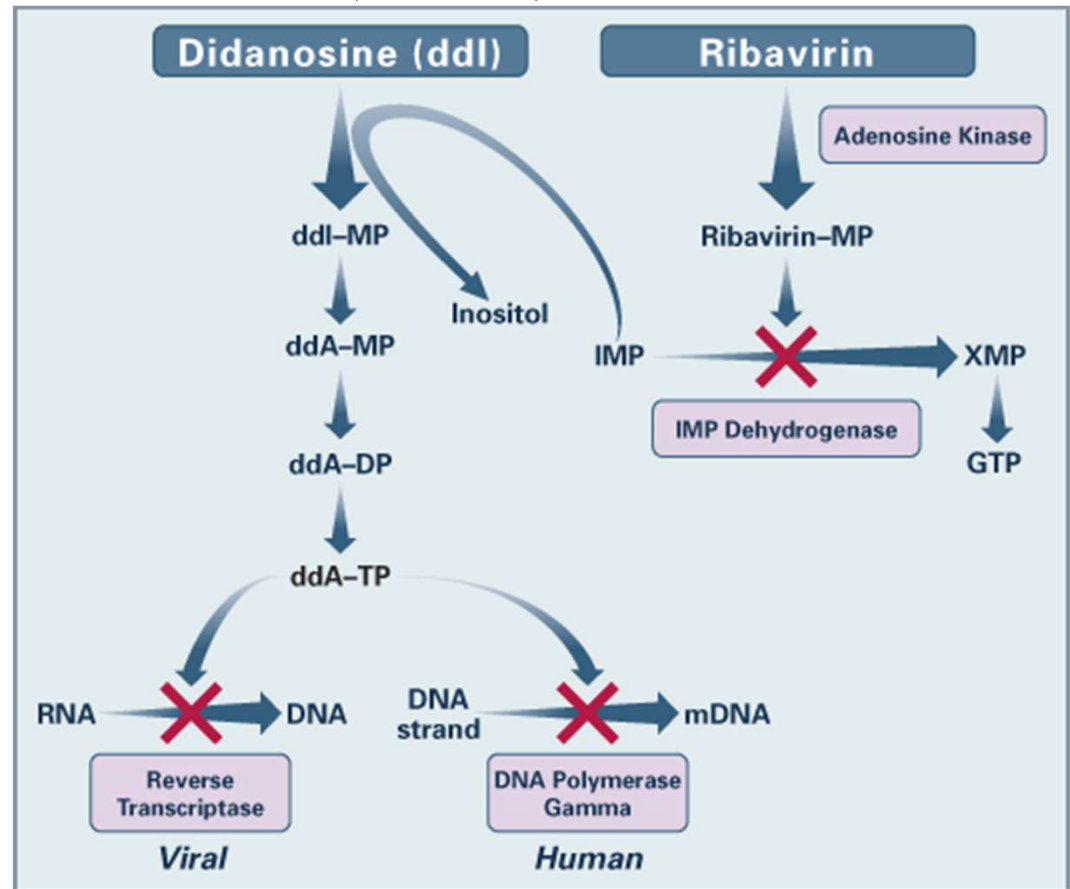 Didanosine (ddI)
Ribavirin
Adenosine Kinase
ddI–MP
Ribavirin–MP
Inositol
ddA–MP
IMP
XMP
IMP Dehydrogenase
ddA–DP
GTP
ddA–TP
RNA
DNA
DNA
strand
mDNA
Reverse
Transcriptase
DNA Polymerase
Gamma
Viral
Human